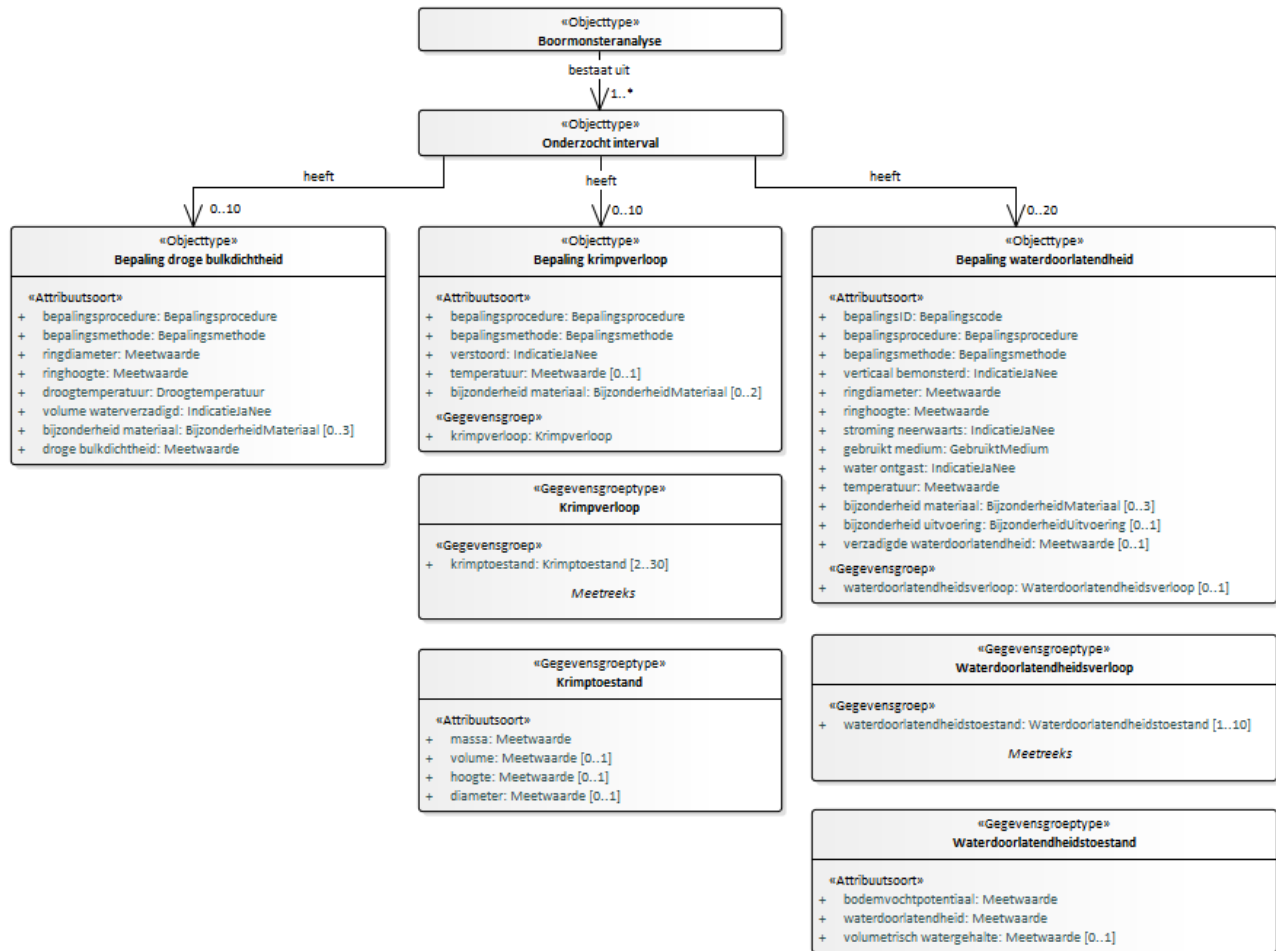 «Objecttype»
Boormonsteranalyse
bestaat uit
1..*
«Objecttype»
Onderzocht interval
heeft
heeft
heeft
0..10
0..10
0..20
«Objecttype»
Bepaling droge bulkdichtheid
«Attribuutsoort»
+ bepalingsprocedure: Bepalingsprocedure
+ bepalingsmethode: Bepalingsmethode
+ ringdiameter: Meetwaarde
+ ringhoogte: Meetwaarde
+ droogtemperatuur: Droogtemperatuur
+ volume waterverzadigd: IndicatieJaNee
+ bijzonderheid materiaal: BijzonderheidMateriaal [0..3]
+ droge bulkdichtheid: Meetwaarde
«Objecttype»
Bepaling krimpverloop
«Attribuutsoort»
+ bepalingsprocedure: Bepalingsprocedure
+ bepalingsmethode: Bepalingsmethode
+ verstoord: IndicatieJaNee
+ temperatuur: Meetwaarde [0..1]
+ bijzonderheid materiaal: BijzonderheidMateriaal [0..2]
«Gegevensgroep»
+ krimpverloop: Krimpverloop
«Gegevensgroeptype»
Krimpverloop
«Gegevensgroep»
+ krimptoestand: Krimptoestand [2..30]
Meetreeks
«Gegevensgroeptype»
Krimptoestand
«Attribuutsoort»
+ massa: Meetwaarde
+ volume: Meetwaarde [0..1]
+ hoogte: Meetwaarde [0..1]
+ diameter: Meetwaarde [0..1]
«Objecttype»
Bepaling waterdoorlatendheid
«Attribuutsoort»
+ bepalingsID: Bepalingscode
+ bepalingsprocedure: Bepalingsprocedure
+ bepalingsmethode: Bepalingsmethode
+ verticaal bemonsterd: IndicatieJaNee
+ ringdiameter: Meetwaarde
+ ringhoogte: Meetwaarde
+ stroming neerwaarts: IndicatieJaNee
+ gebruikt medium: GebruiktMedium
+ water ontgast: IndicatieJaNee
+ temperatuur: Meetwaarde
+ bijzonderheid materiaal: BijzonderheidMateriaal [0..3]
+ bijzonderheid uitvoering: BijzonderheidUitvoering [0..1]
+ verzadigde waterdoorlatendheid: Meetwaarde [0..1]
«Gegevensgroep»
+ waterdoorlatendheidsverloop: Waterdoorlatendheidsverloop [0..1]
«Gegevensgroeptype»
Waterdoorlatendheidsverloop
«Gegevensgroep»
+ waterdoorlatendheidstoestand: Waterdoorlatendheidstoestand [1..10]
Meetreeks
«Gegevensgroeptype»
Waterdoorlatendheidstoestand
«Attribuutsoort»
+ bodemvochtpotentiaal: Meetwaarde
+ waterdoorlatendheid: Meetwaarde
+ volumetrisch watergehalte: Meetwaarde [0..1]